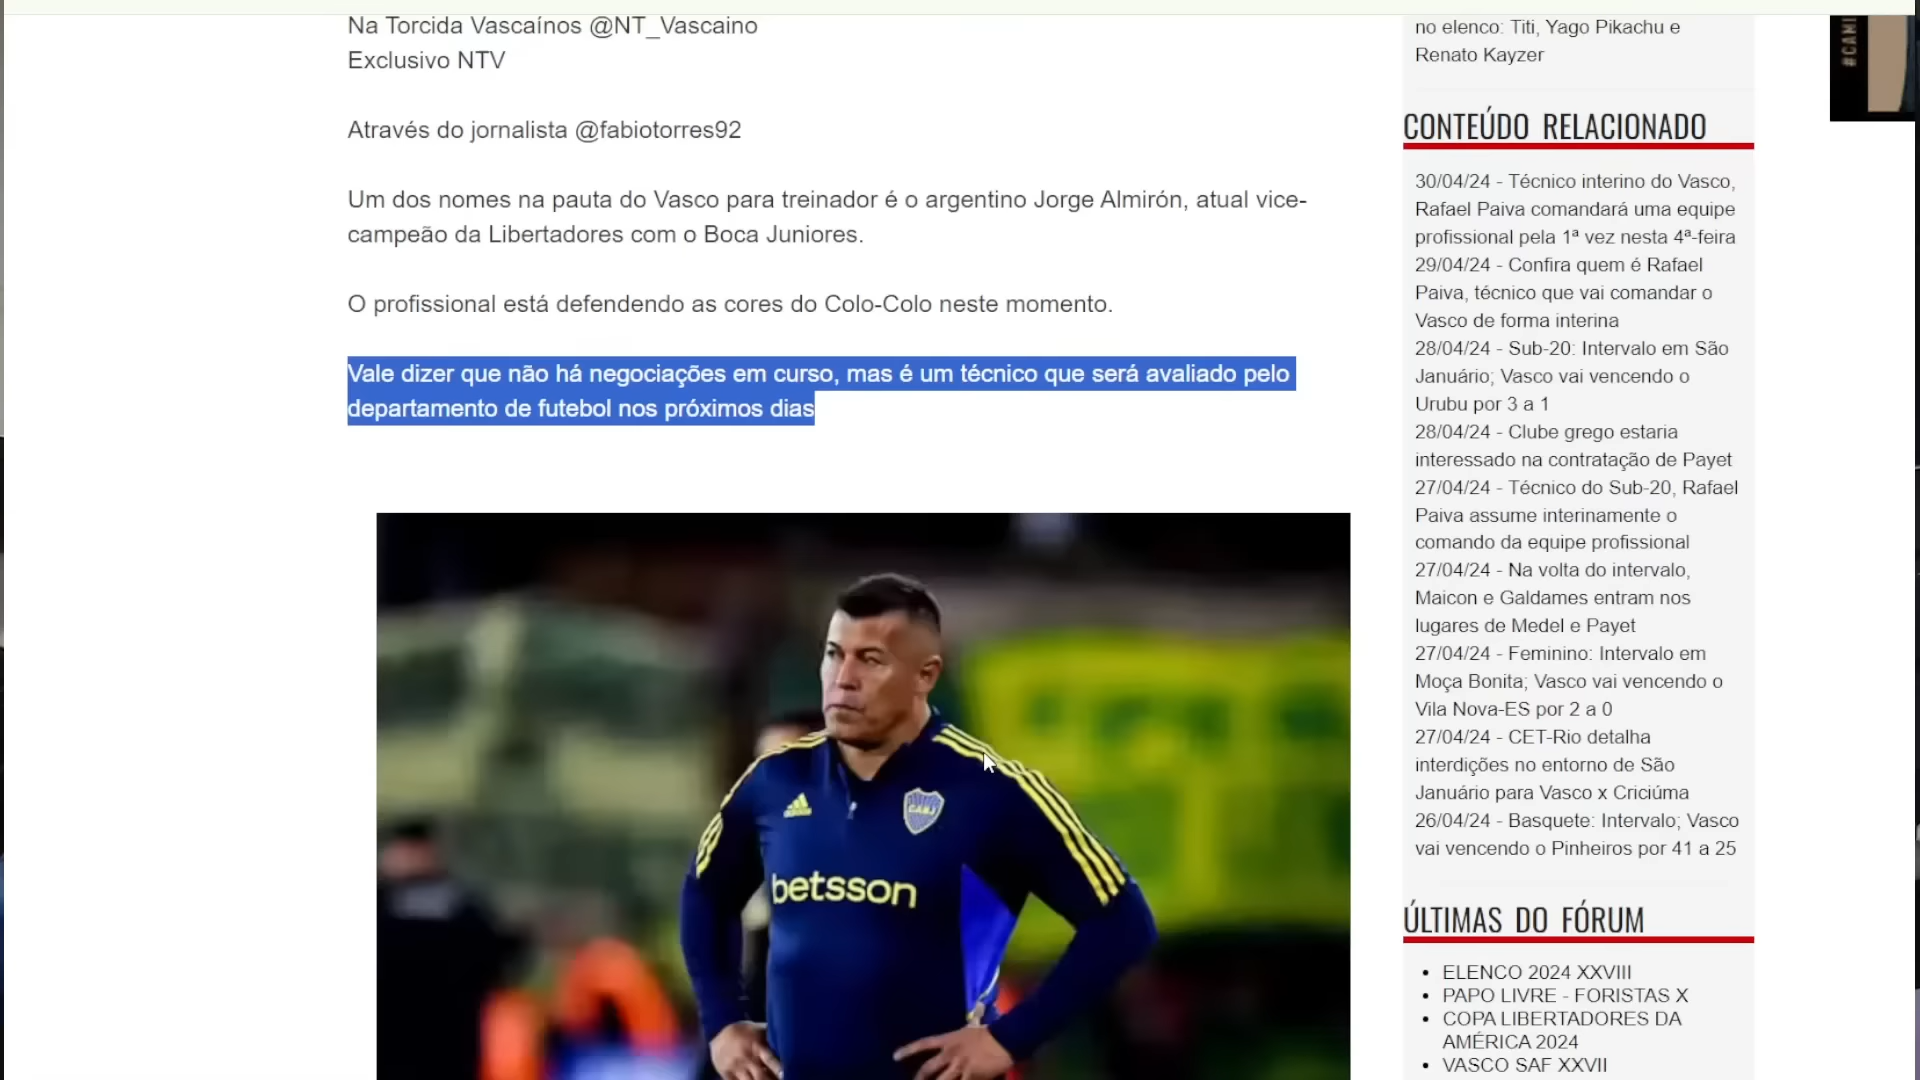 Na Torcida Vascaínos @NT_Vascaino
Exclusivo NTV
Através do jornalista @fabiotorres92
Um dos nomes na pauta do Vasco para treinador é o argentino Jorge Almirón, atual vice-
campeão da Libertadores com o Boca Juniores.
O profissional está defendendo as cores do Colo-Colo neste momento.
Vale dizer que não há negociações em curso, mas é um técnico que será avaliado pelo
departamento de futebol nos próximos dias
CABJ
betsson
no elenco: Titi, Yago Pikachu e
Renato Kayzer
CONTEÚDO RELACIONADO
30/04/24 - Técnico interino do Vasco,
Rafael Paiva comandará uma equipe
profissional pela 1ª vez nesta 4ª-feira
29/04/24 - Confira quem é Rafael
Paiva, técnico que vai comandar o
Vasco de forma interina
28/04/24 - Sub-20: Intervalo em São
Januário; Vasco vai vencendo o
Urubu por 3 a 1
28/04/24 - Clube grego estaria
interessado na contratação de Payet
27/04/24 - Técnico do Sub-20, Rafael
Paiva assume interinamente o
comando da equipe profissional
27/04/24 - Na volta do intervalo,
Maicon e Galdames entram nos
lugares de Medel e Payet
27/04/24 - Feminino: Intervalo em
Moça Bonita; Vasco vai vencendo o
Vila Nova-ES por 2 a 0
27/04/24 - CET-Rio detalha
interdições no entorno de São
Januário para Vasco x Criciúma
26/04/24 - Basquete: Intervalo; Vasco
vai vencendo o Pinheiros por 41 a 25
ÚLTIMAS DO FÓRUM
ELENCO 2024 XXVIII
PAPO LIVRE - FORISTAS X
COPA LIBERTADORES DA
AMÉRICA 2024
VASCO SAF XXVII